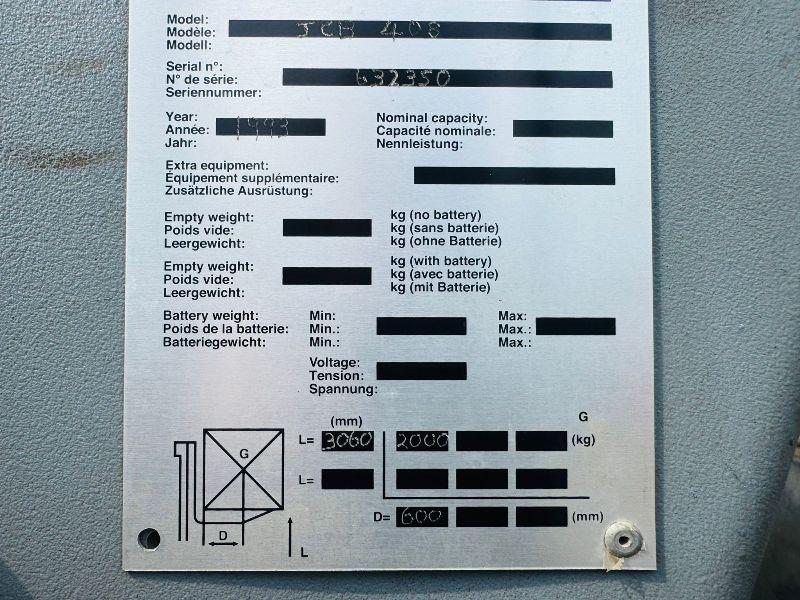 Model:
Modèle: JCB 408
Modell:
Serial n°:
N° de série: 632350
Seriennummer:
Year:
Année: 1993
Jahr:
Nominal capacity:
Capacité nominale:
Nennleistung:
Extra equipment:
Équipement supplémentaire:
Zusätzliche Ausrüstung:
Empty weight: kg (no battery)
Poids vide: kg (sans batterie)
Leergewicht: kg (ohne Batterie)
Empty weight: kg (with battery)
Poids vide: kg (avec batterie)
Leergewicht: kg (mit Batterie)
Battery weight: Min: Max:
Poids de la batterie: Min.: Max.:
Batteriegewicht: Min.: Max.:
Voltage:
Tension:
Spannung:
(mm) G
L= 3060 2000 (kg)
L=
D= 600 (mm)
G
D
L